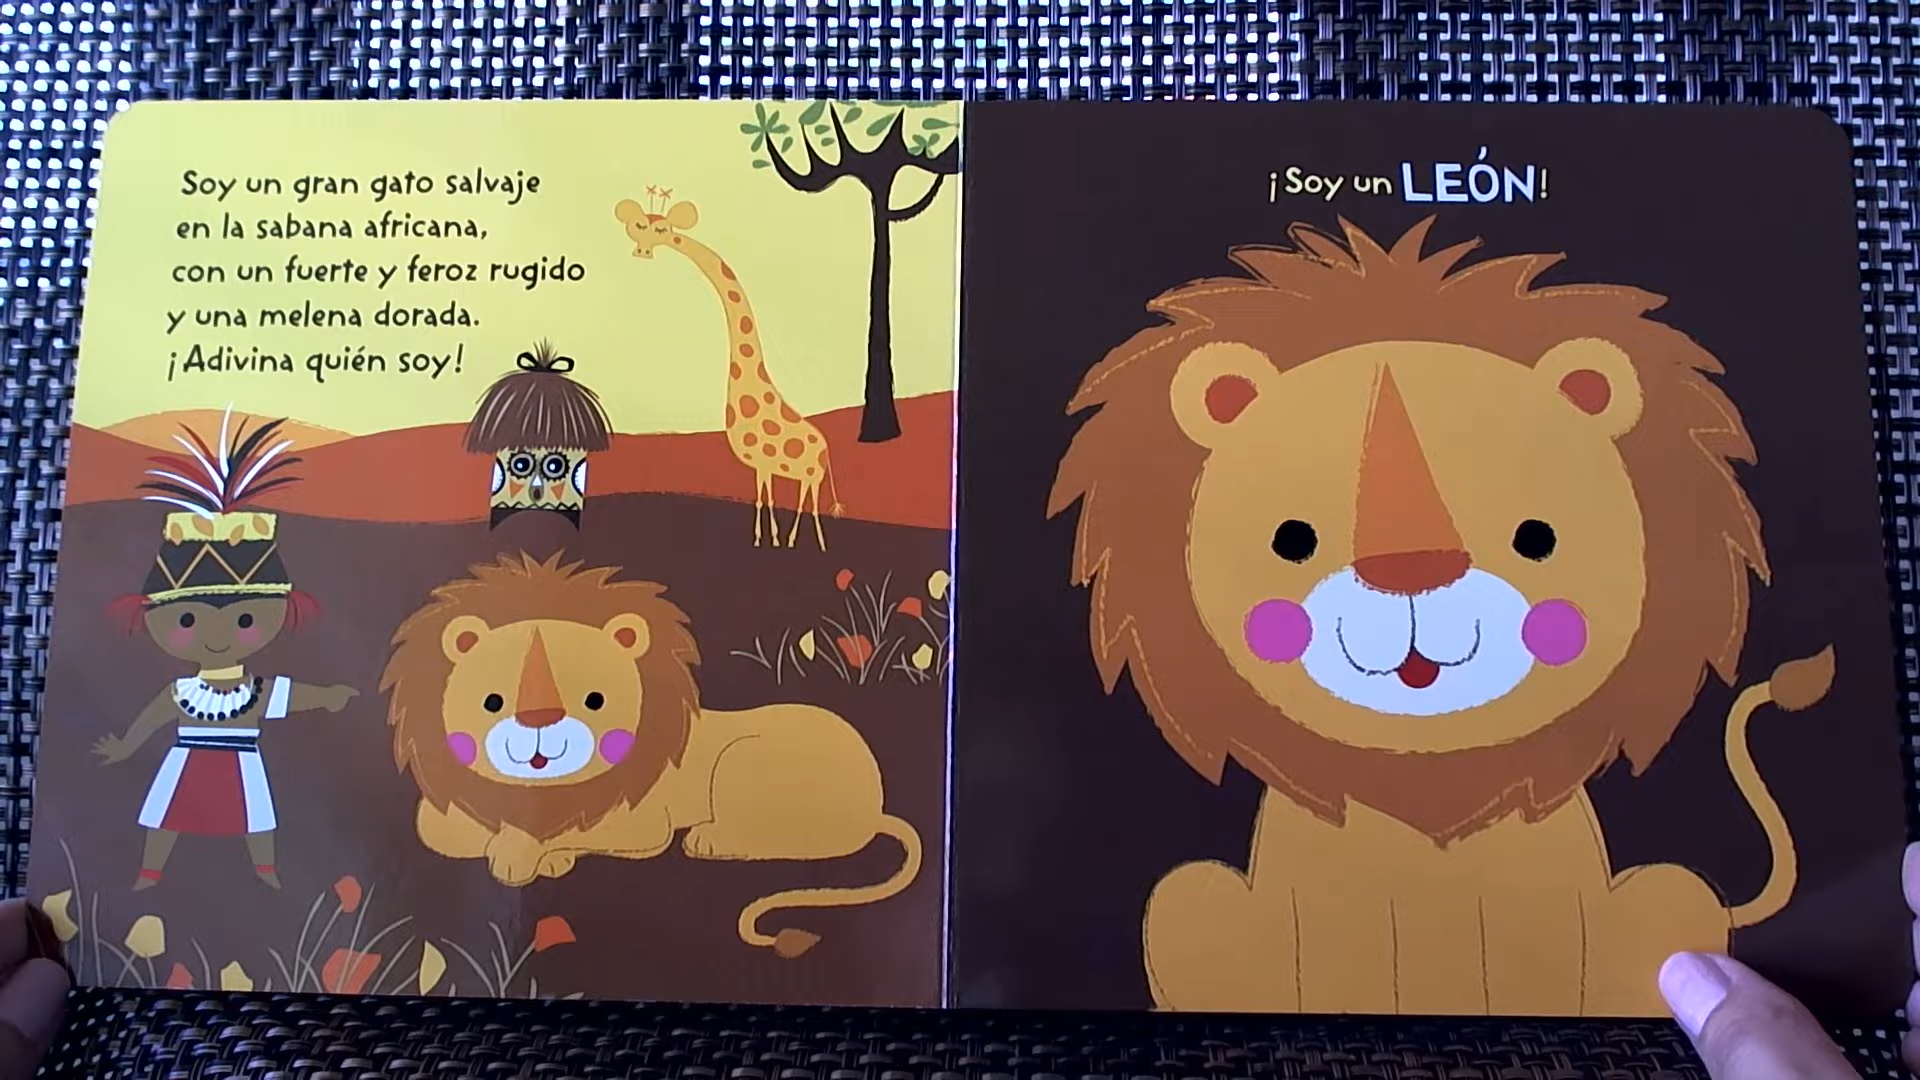 Soy un gran gato salvaje
en la sabana africana,
con un fuerte y feroz rugido
y una melena dorada.
¡Adivina quién soy!
¡Soy un LEÓN!